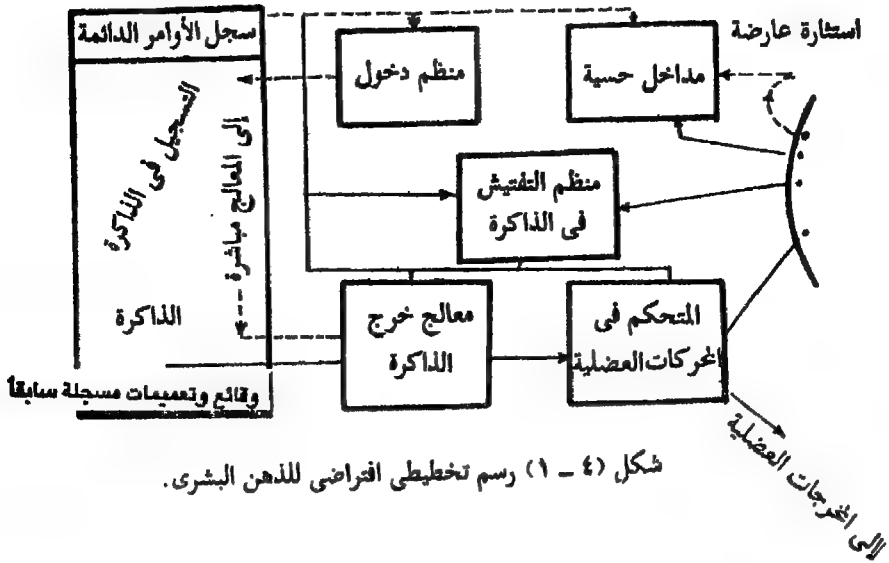 استثارة عارضة
سجل الأوامر الدائمة
منظم دخول
مداخل حسية
التسجيل فى الذاكرة
إلى المعالج مباشرة
منظم التفتيش
فى الذاكرة
الذاكرة
معالج خرج
الذاكرة
المتحكم فى
المحركات العضلية
وقائع وتعميمات مسجلة سابقاً
إلى المخرجات العضلية
شكل (٤ – ١) رسم تخطيطى افتراضى للذهن البشرى.